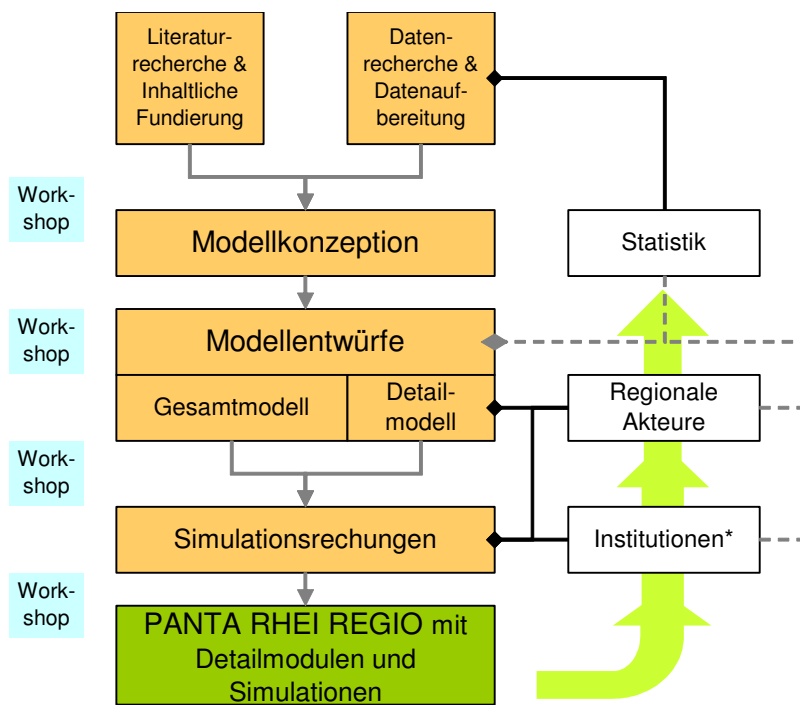 Literatur-
recherche &
Inhaltliche
Fundierung
Daten-
recherche &
Datenauf-
bereitung
Work-
shop
Modellkonzeption
Statistik
Work-
shop
Modellentwürfe
Gesamtmodell
Detail-
modell
Regionale
Akteure
Work-
shop
Simulationsrechungen
Institutionen*
Work-
shop
PANTA RHEI REGIO mit
Detailmodulen und
Simulationen